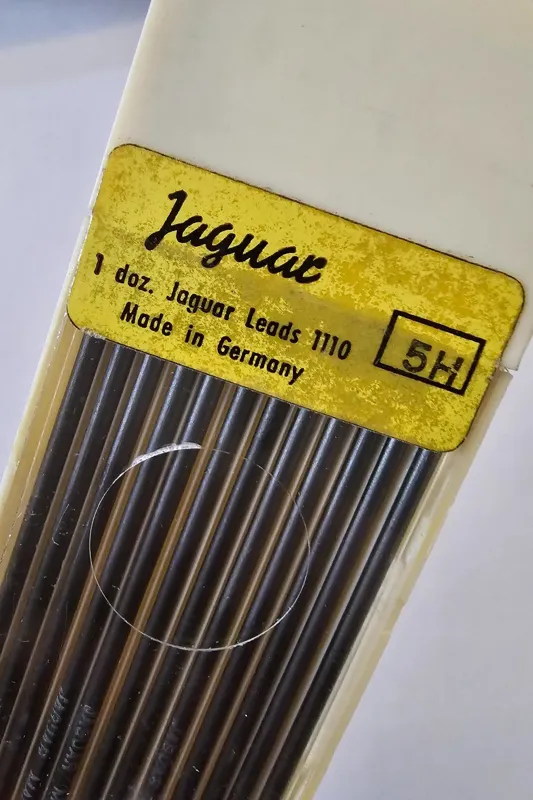 Jaguar
1 doz. Jaguar Leads 1110
Made in Germany
5H